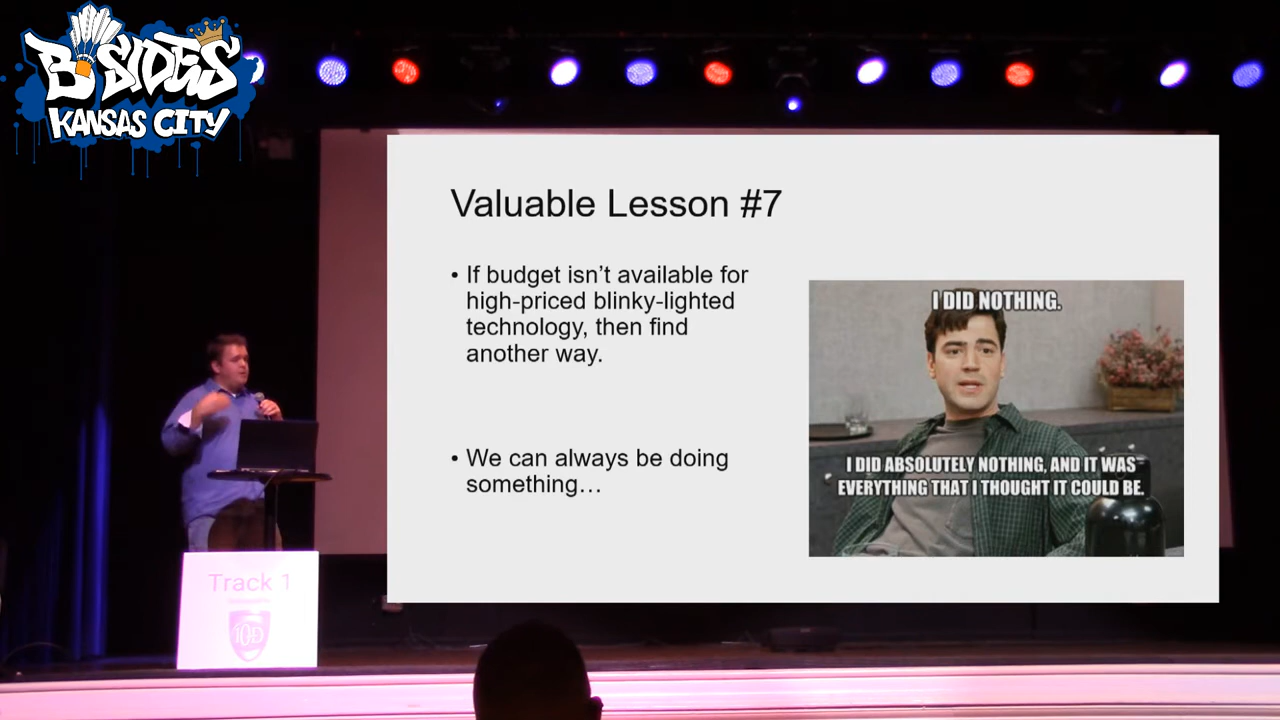 B SIDES
KANSAS CITY
Valuable Lesson #7
• If budget isn’t available for
high-priced blinky-lighted
technology, then find
another way.
• We can always be doing
something…
I DID NOTHING.
I DID ABSOLUTELY NOTHING, AND IT WAS
EVERYTHING THAT I THOUGHT IT COULD BE.
Track 1